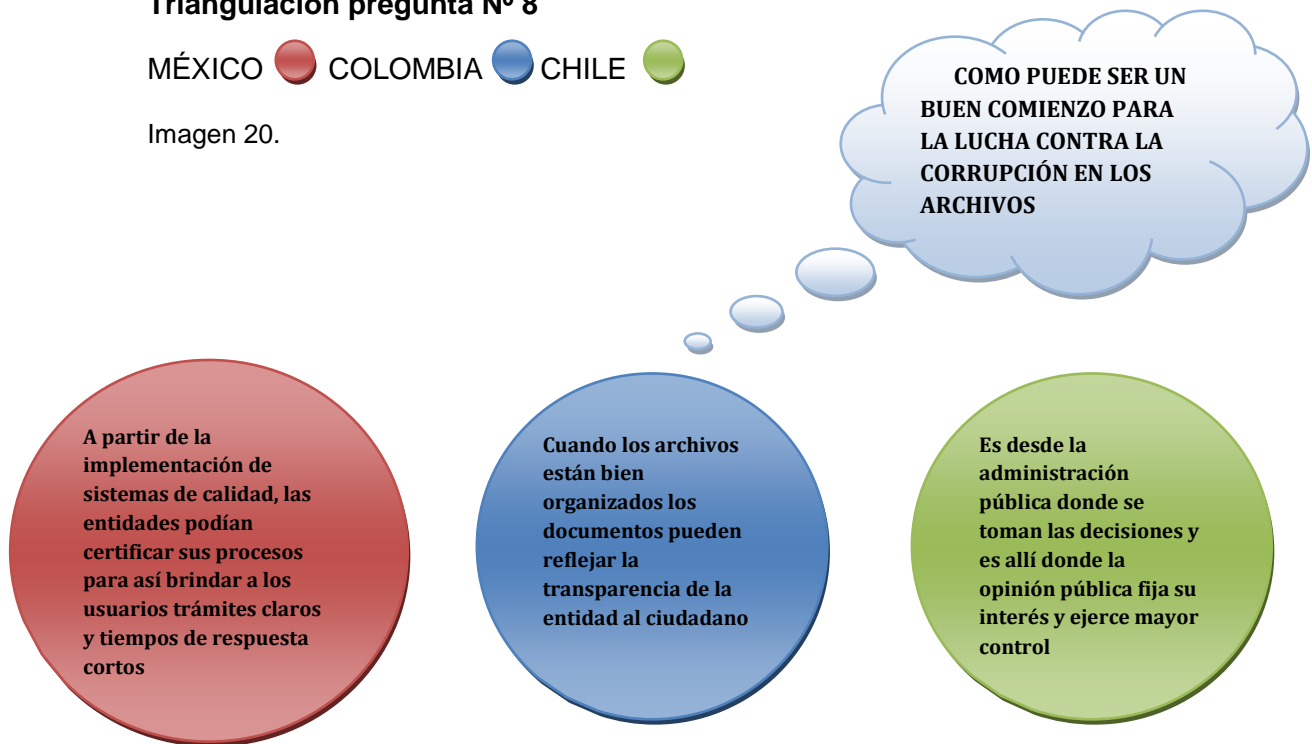 Triangulación pregunta Nº 8
MÉXICO COLOMBIA CHILE
Imagen 20.
COMO PUEDE SER UN
BUEN COMIENZO PARA
LA LUCHA CONTRA LA
CORRUPCIÓN EN LOS
ARCHIVOS
A partir de la
implementación de
sistemas de calidad, las
entidades podían
certificar sus procesos
para así brindar a los
usuarios trámites claros
y tiempos de respuesta
cortos
Cuando los archivos
están bien
organizados los
documentos pueden
reflejar la
transparencia de la
entidad al ciudadano
Es desde la
administración
pública donde se
toman las decisiones y
es allí donde la
opinión pública fija su
interés y ejerce mayor
control